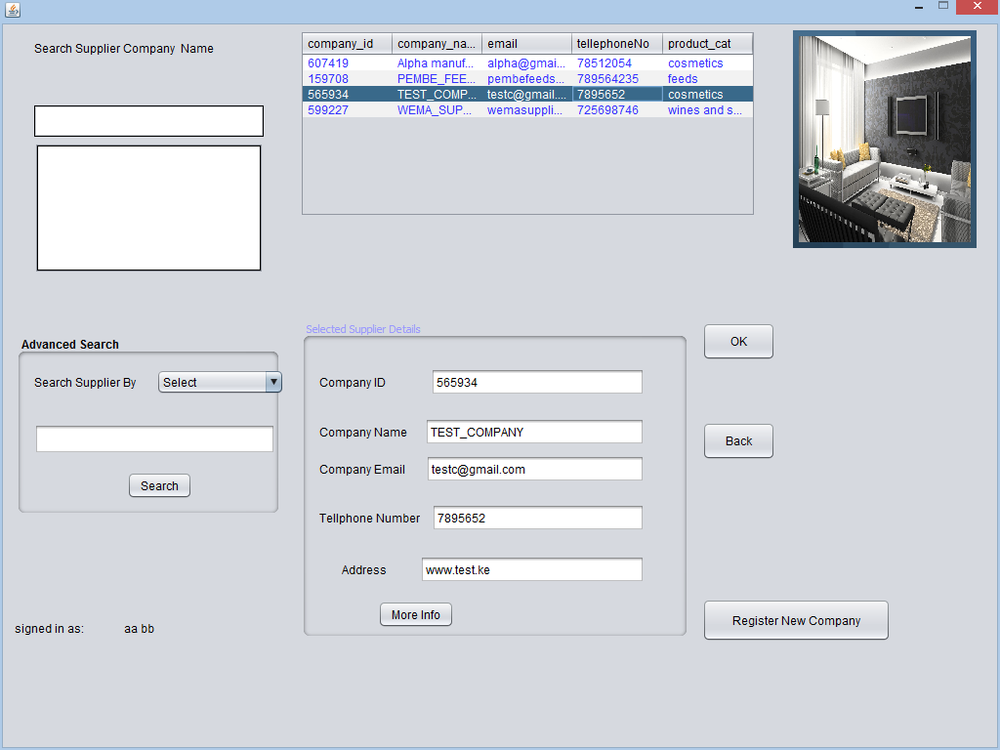 Search Supplier Company Name
company_id company_na... email tellephoneNo product_cat
607419 Alpha manuf... alpha@gmai... 78512054 cosmetics
159708 PEMBE_FEE... pembefeeds... 789564235 feeds
565934 TEST_COMP... testc@gmail.... 7895652 cosmetics
599227 WEMA_SUP... wemasuppli... 725698746 wines and s...
Advanced Search
Search Supplier By Select
Search
Selected Supplier Details
Company ID 565934
Company Name TEST_COMPANY
Company Email testc@gmail.com
Tellphone Number 7895652
Address www.test.ke
More Info
OK
Back
Register New Company
signed in as: aa bb